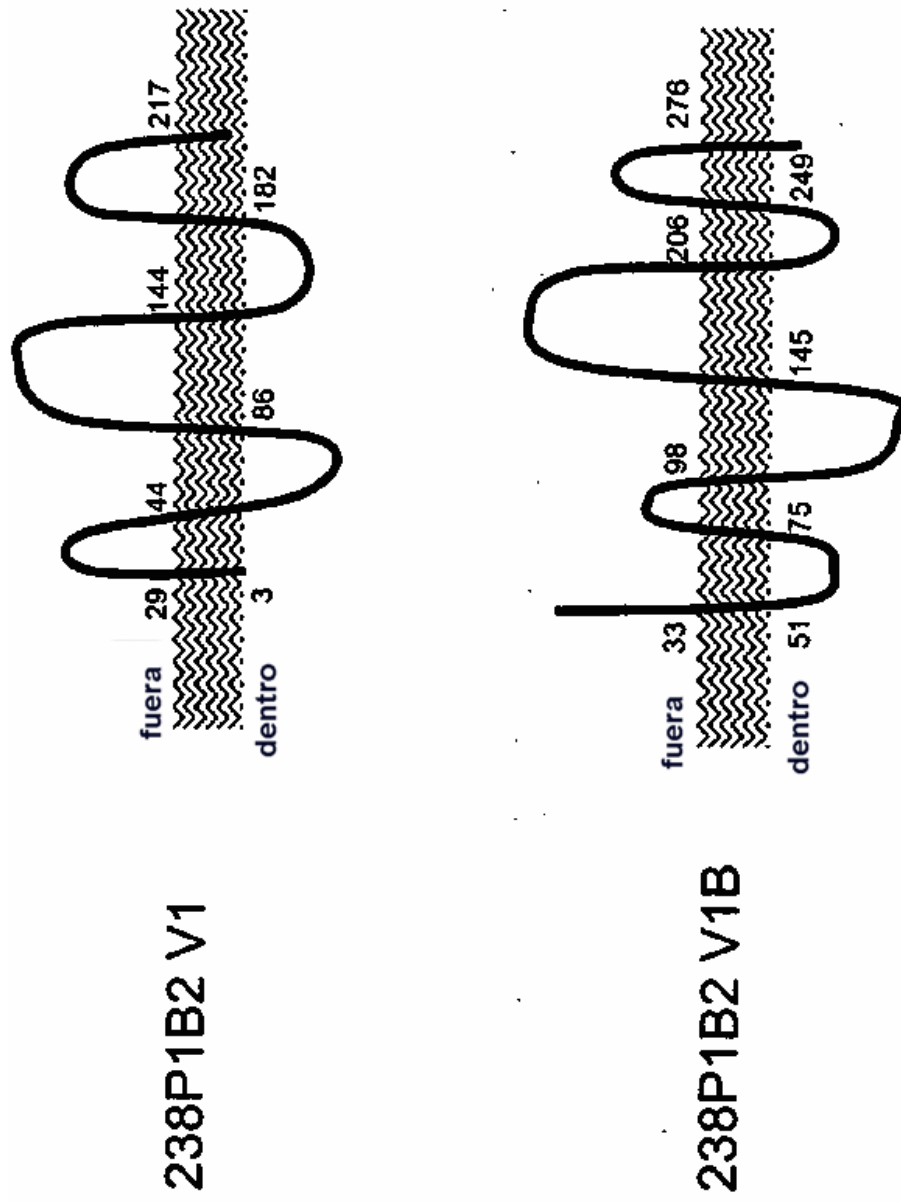 238P1B2 V1
fuera 29 44 144 217
dentro 3 86 182
238P1B2 V1B
fuera 33 98 206 278
dentro 51 75 145 249